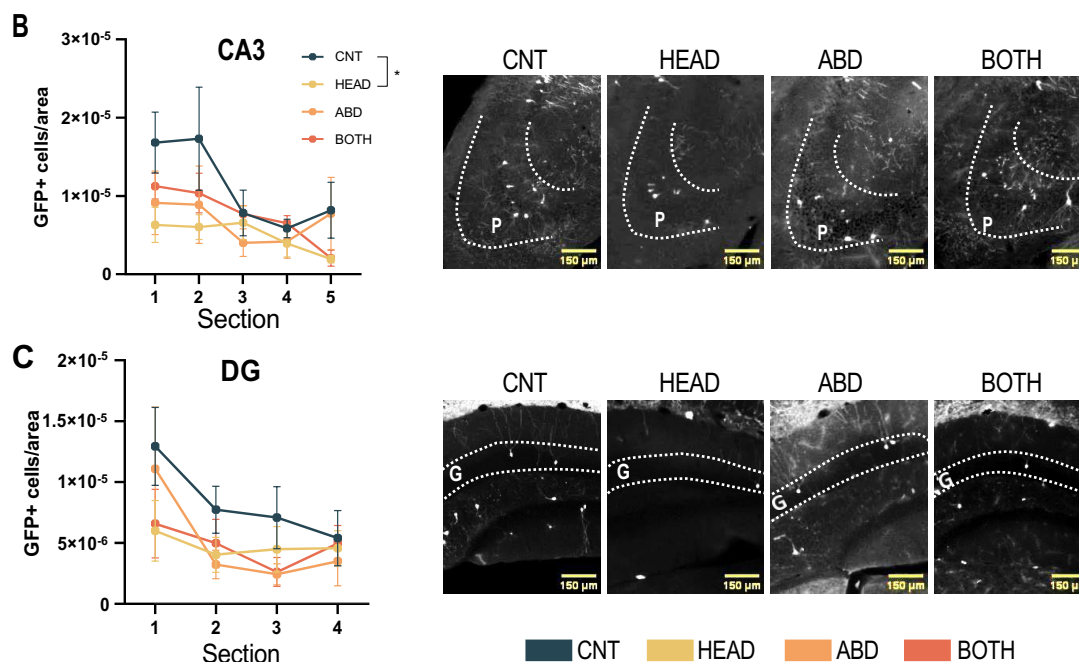 B
CA3
3×10⁻⁵
2×10⁻⁵
1×10⁻⁵
0
GFP+ cells/area
1 2 3 4 5
Section
CNT
HEAD
ABD
BOTH
*
CNT HEAD ABD BOTH
P P P P
150 µm 150 µm 150 µm 150 µm
C
DG
2×10⁻⁵
1.5×10⁻⁵
1×10⁻⁵
5×10⁻⁶
0
GFP+ cells/area
1 2 3 4
Section
CNT HEAD ABD BOTH
G G G G
150 µm 150 µm 150 µm 150 µm
CNT HEAD ABD BOTH